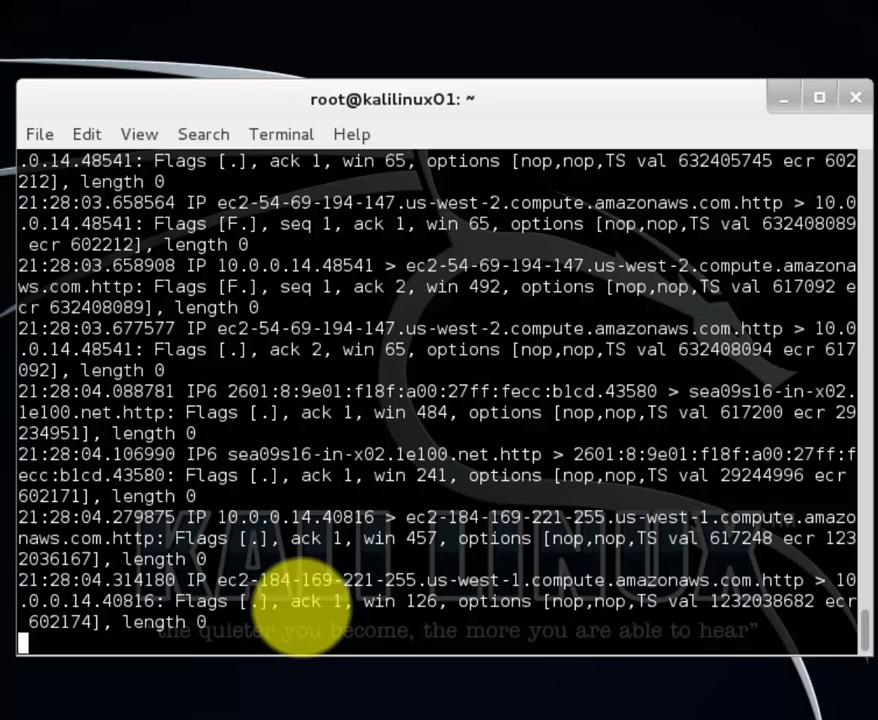 root@kalilinux01: ~
File Edit View Search Terminal Help
.0.14.48541: Flags [.], ack 1, win 65, options [nop,nop,TS val 632405745 ecr 602
212], length 0
21:28:03.658564 IP ec2-54-69-194-147.us-west-2.compute.amazonaws.com.http > 10.0
.0.14.48541: Flags [F.], seq 1, ack 1, win 65, options [nop,nop,TS val 632408089
ecr 602212], length 0
21:28:03.658908 IP 10.0.0.14.48541 > ec2-54-69-194-147.us-west-2.compute.amazona
ws.com.http: Flags [F.], seq 1, ack 2, win 492, options [nop,nop,TS val 617092 e
cr 632408089], length 0
21:28:03.677577 IP ec2-54-69-194-147.us-west-2.compute.amazonaws.com.http > 10.0
.0.14.48541: Flags [.], ack 2, win 65, options [nop,nop,TS val 632408094 ecr 617
092], length 0
21:28:04.088781 IP6 2601:8:9e01:f18f:a00:27ff:fecc:b1cd.43580 > sea09s16-in-x02.
1e100.net.http: Flags [.], ack 1, win 484, options [nop,nop,TS val 617200 ecr 29
234951], length 0
21:28:04.106990 IP6 sea09s16-in-x02.1e100.net.http > 2601:8:9e01:f18f:a00:27ff:f
ecc:b1cd.43580: Flags [.], ack 1, win 241, options [nop,nop,TS val 29244996 ecr
602171], length 0
21:28:04.279875 IP 10.0.0.14.40816 > ec2-184-169-221-255.us-west-1.compute.amazo
naws.com.http: Flags [.], ack 1, win 457, options [nop,nop,TS val 617248 ecr 123
2036167], length 0
21:28:04.314180 IP ec2-184-169-221-255.us-west-1.compute.amazonaws.com.http > 10
.0.0.14.40816: Flags [.], ack 1, win 126, options [nop,nop,TS val 1232038682 ecr
602174], length 0
KALI LINUX™
the quieter you become, the more you are able to hear”